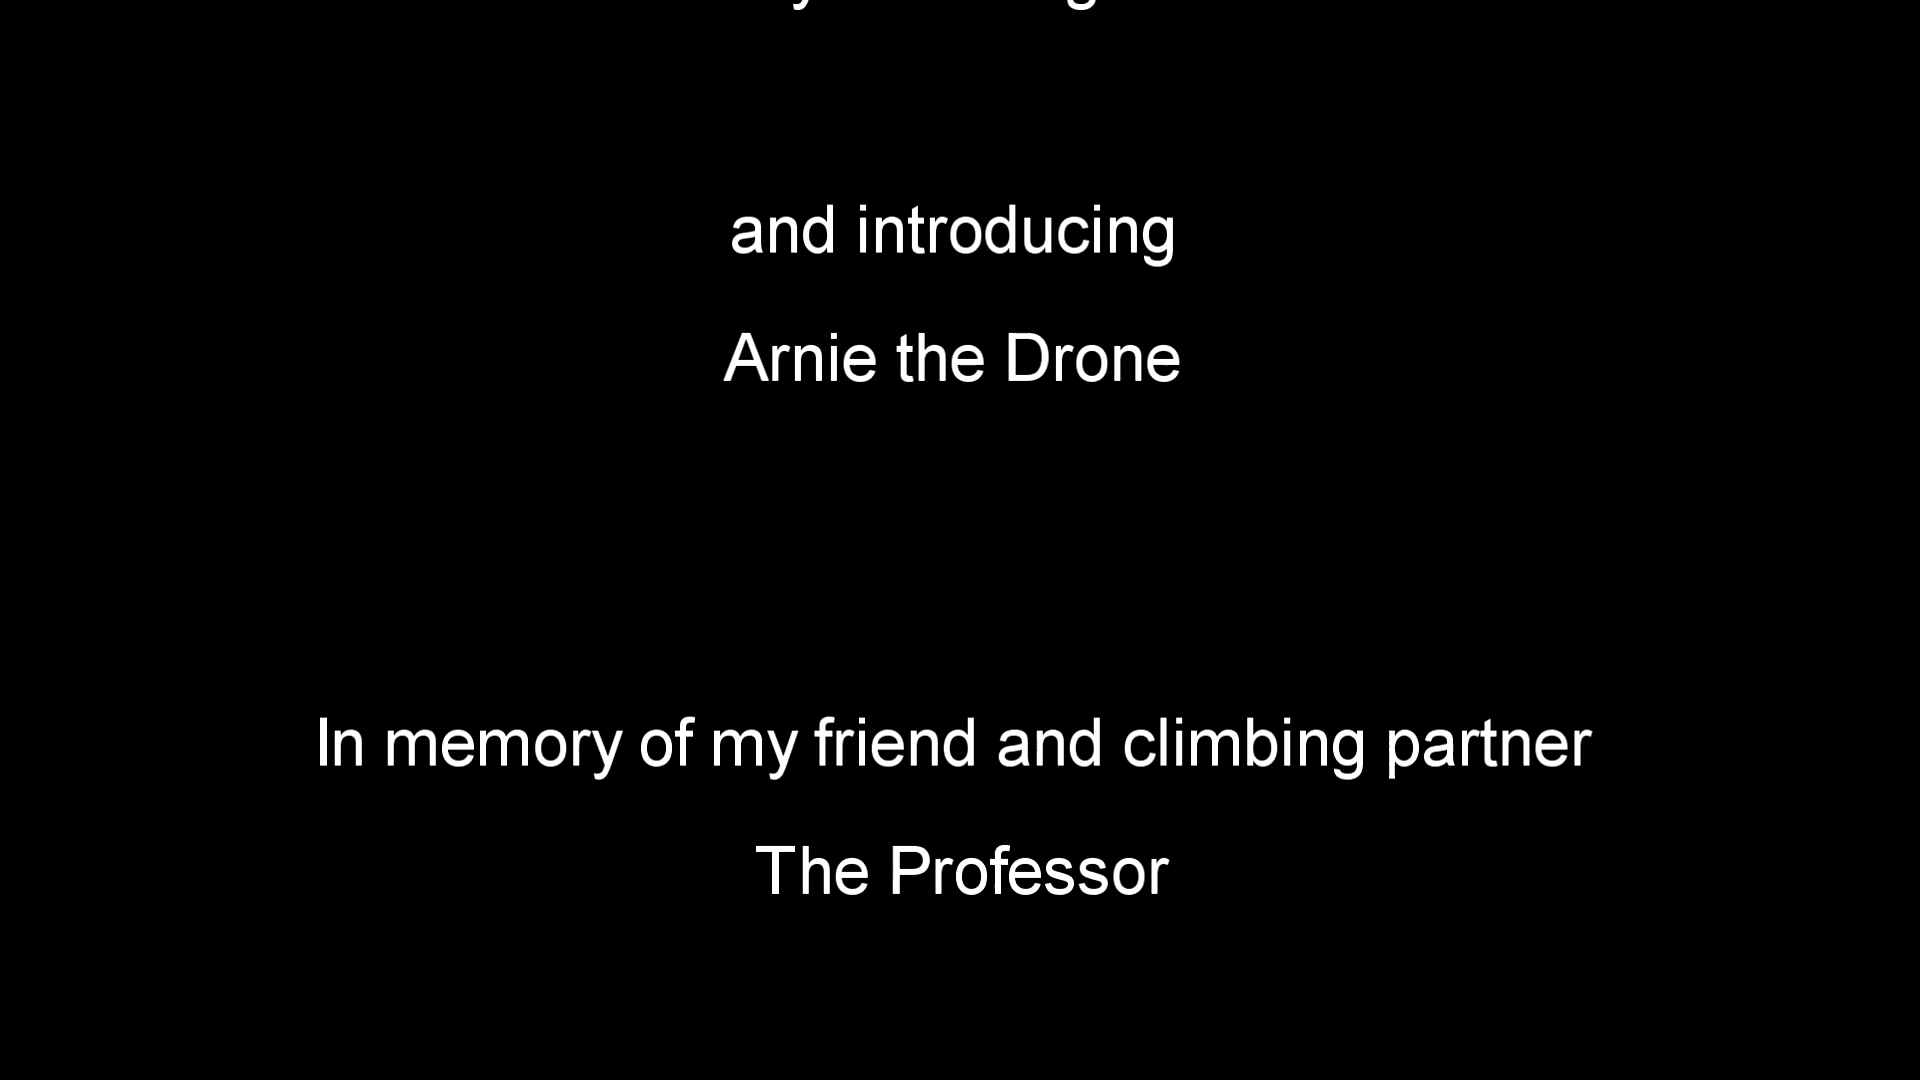 and introducing
Arnie the Drone
In memory of my friend and climbing partner
The Professor